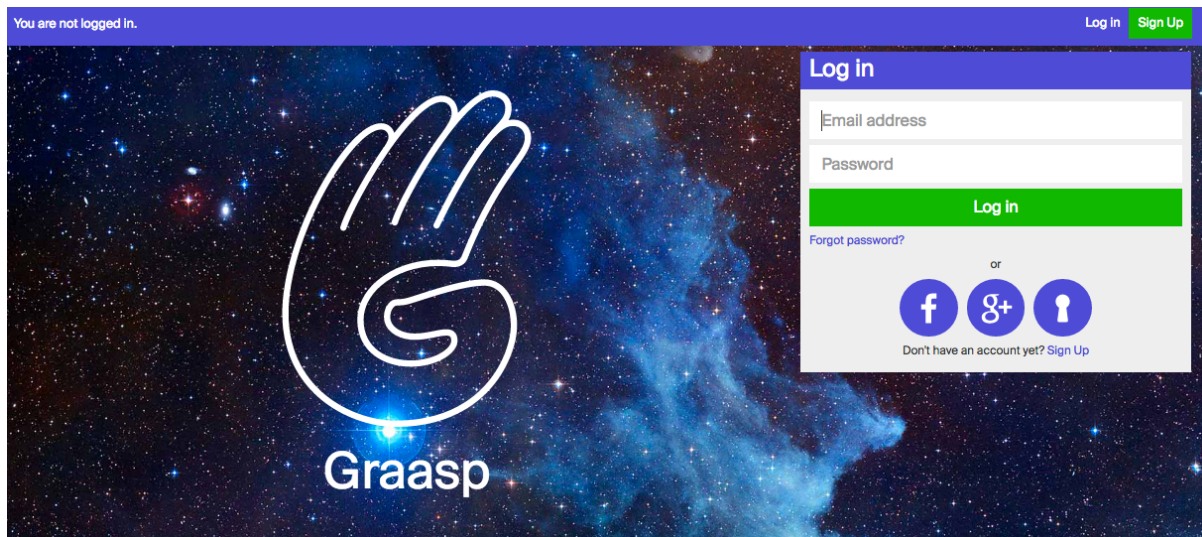 You are not logged in.
Log in
Sign Up
Log in
Email address
Password
Log in
Forgot password?
or
f
g+
Don't have an account yet? Sign Up
Graasp